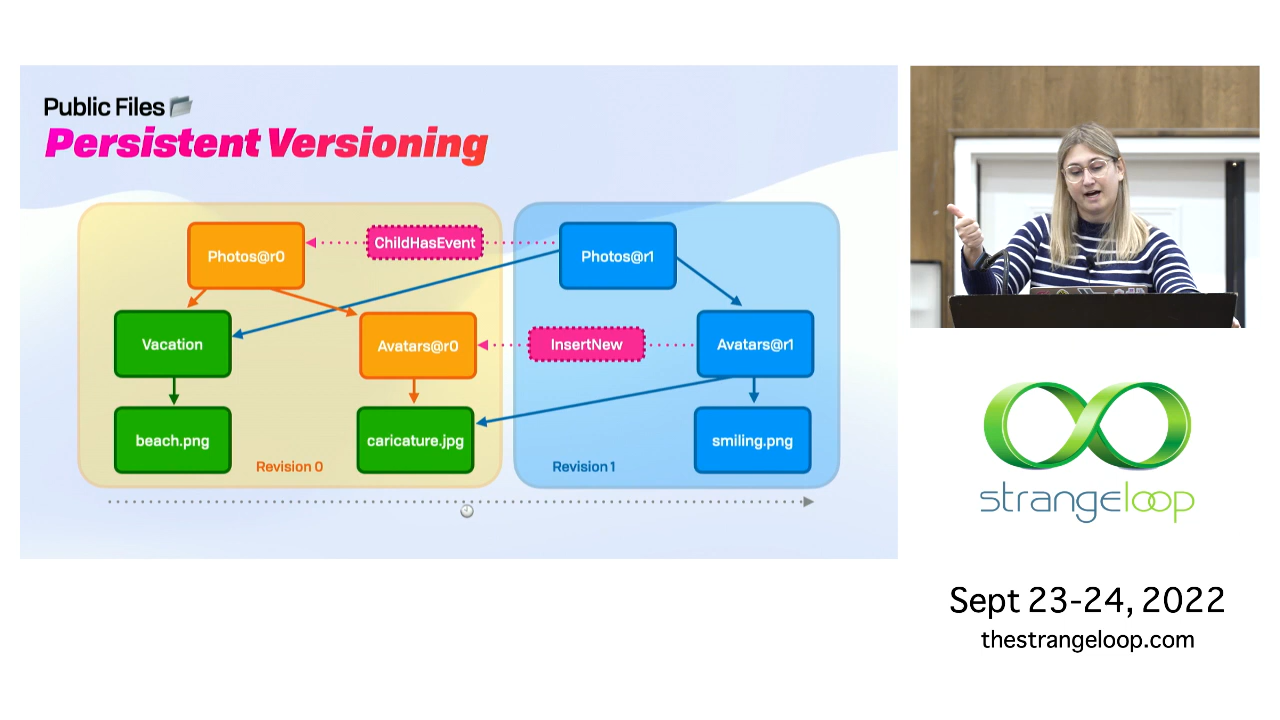 Public Files
Persistent Versioning
Photos@r0
ChildHasEvent
Photos@r1
Vacation
Avatars@r0
InsertNew
Avatars@r1
beach.png
caricature.jpg
smiling.png
Revision 0
Revision 1
strangeloop
Sept 23-24, 2022
thestrangeloop.com